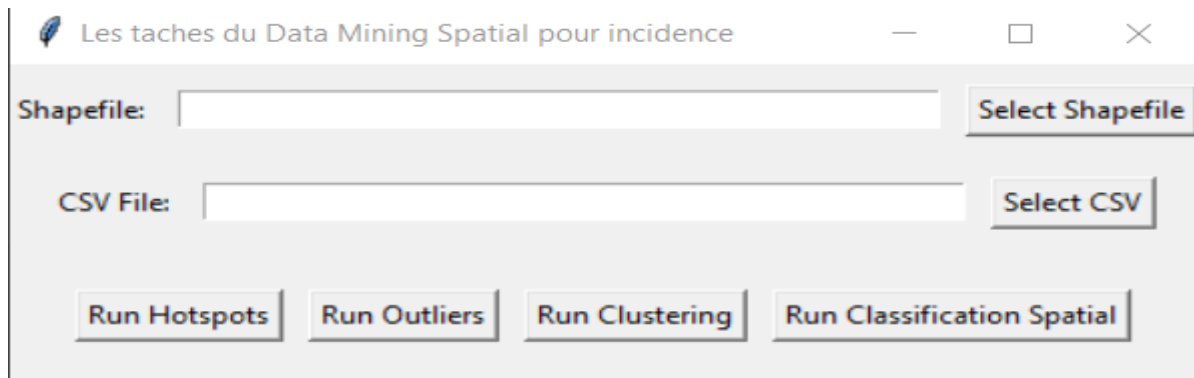 Les taches du Data Mining Spatial pour incidence
Shapefile: Select Shapefile
CSV File: Select CSV
Run Hotspots Run Outliers Run Clustering Run Classification Spatial